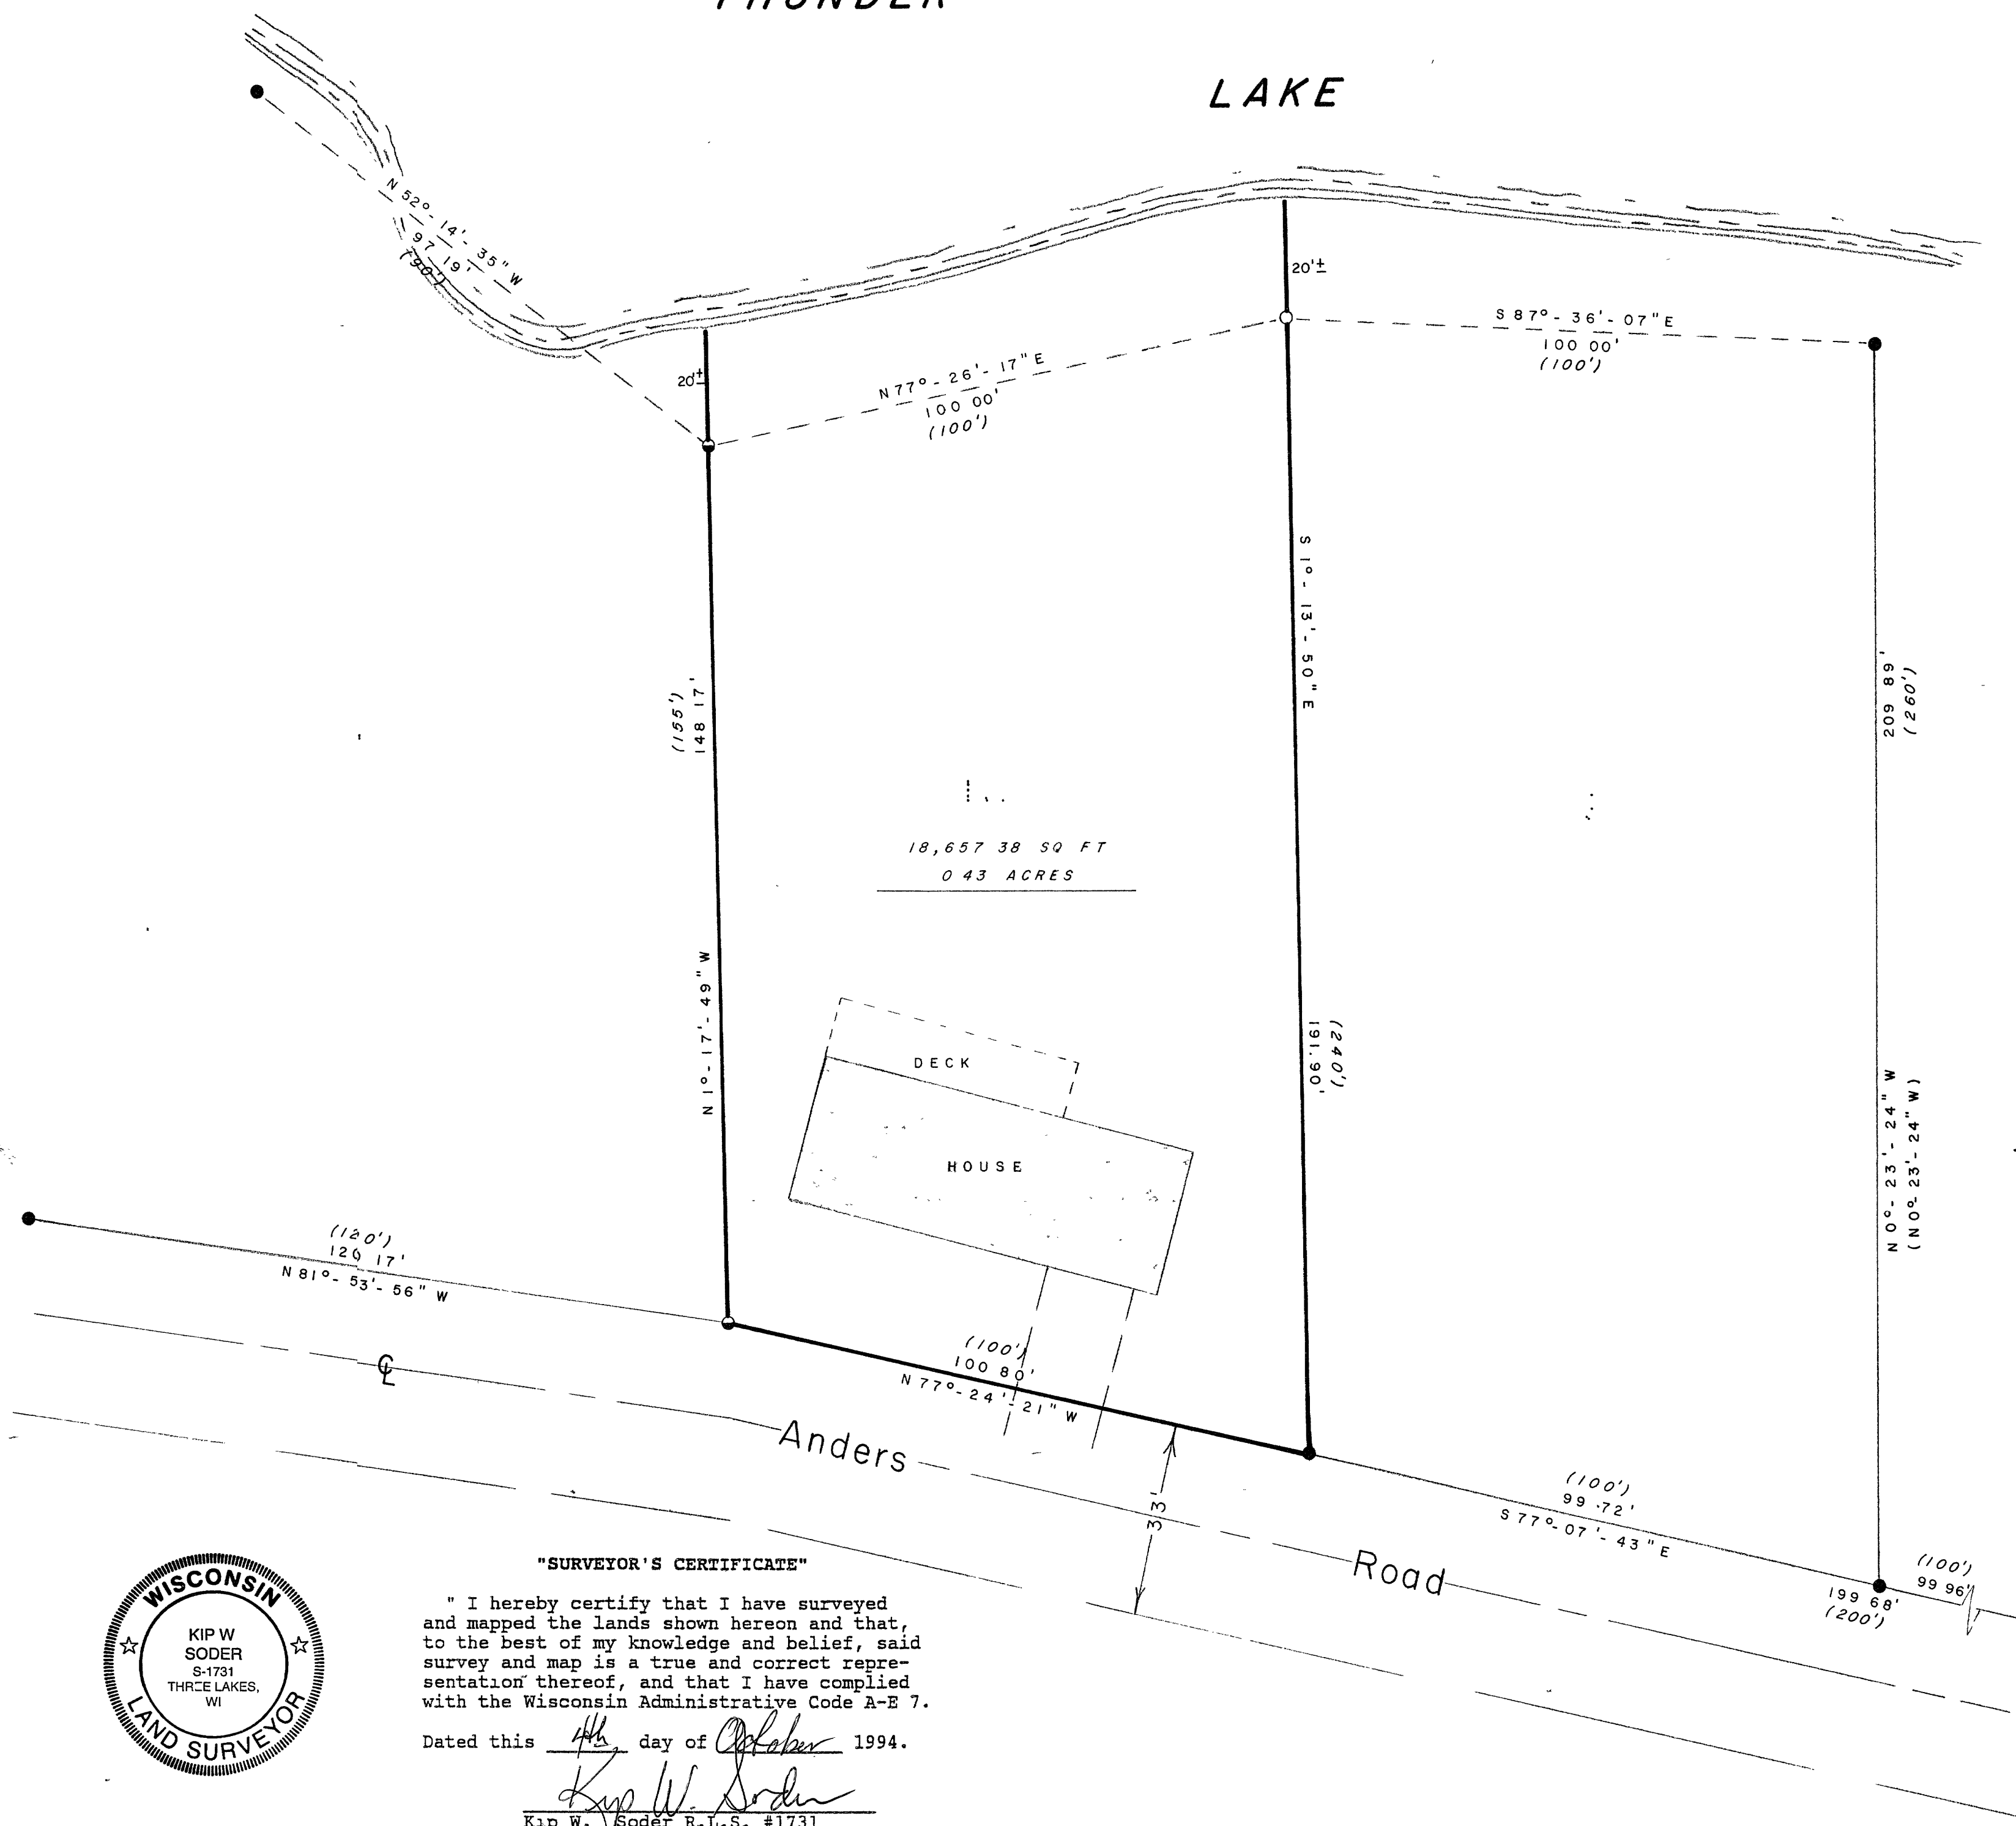 THUNDER
LAKE
N 52°- 14'- 35" W
97 19'
(90')
20'±
20'±
N 77°- 26'- 17" E
100 00'
(100')
S 87°- 36'- 07" E
100 00'
(100')
(155')
148 17'
N 1°- 17'- 49" W
S 1°- 13'- 50" E
(240')
191.90'
209 89'
(260')
N 0°- 23'- 24" W
(N 0°- 23'- 24" W)
18,657 38 SQ FT
0 43 ACRES
DECK
HOUSE
(120')
120 17'
N 81°- 53'- 56" W
(100')
100 80'
N 77°- 24'- 21" W
(100')
99.72'
S 77°- 07'- 43" E
(100')
99 96'
199 68'
(200')
℄
Anders
Road
33'
WISCONSIN
KIP W
SODER
S-1731
THREE LAKES,
WI
LAND SURVEYOR
"SURVEYOR'S CERTIFICATE"
" I hereby certify that I have surveyed
and mapped the lands shown hereon and that,
to the best of my knowledge and belief, said
survey and map is a true and correct repre-
sentation thereof, and that I have complied
with the Wisconsin Administrative Code A-E 7.
Dated this 4th day of October 1994.
Kip W. Soder
Kip W. Soder R.L.S. #1731